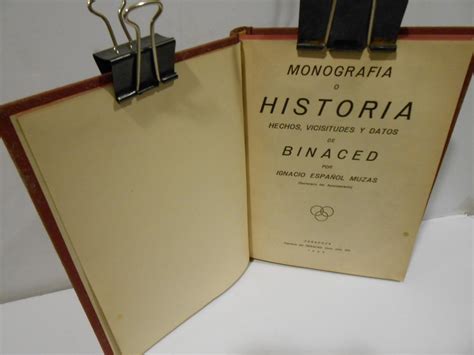 MONOGRAFIA
O
HISTORIA
HECHOS, VICISITUDES Y DATOS
DE
BINACED
POR
IGNACIO ESPAÑOL MUZAS